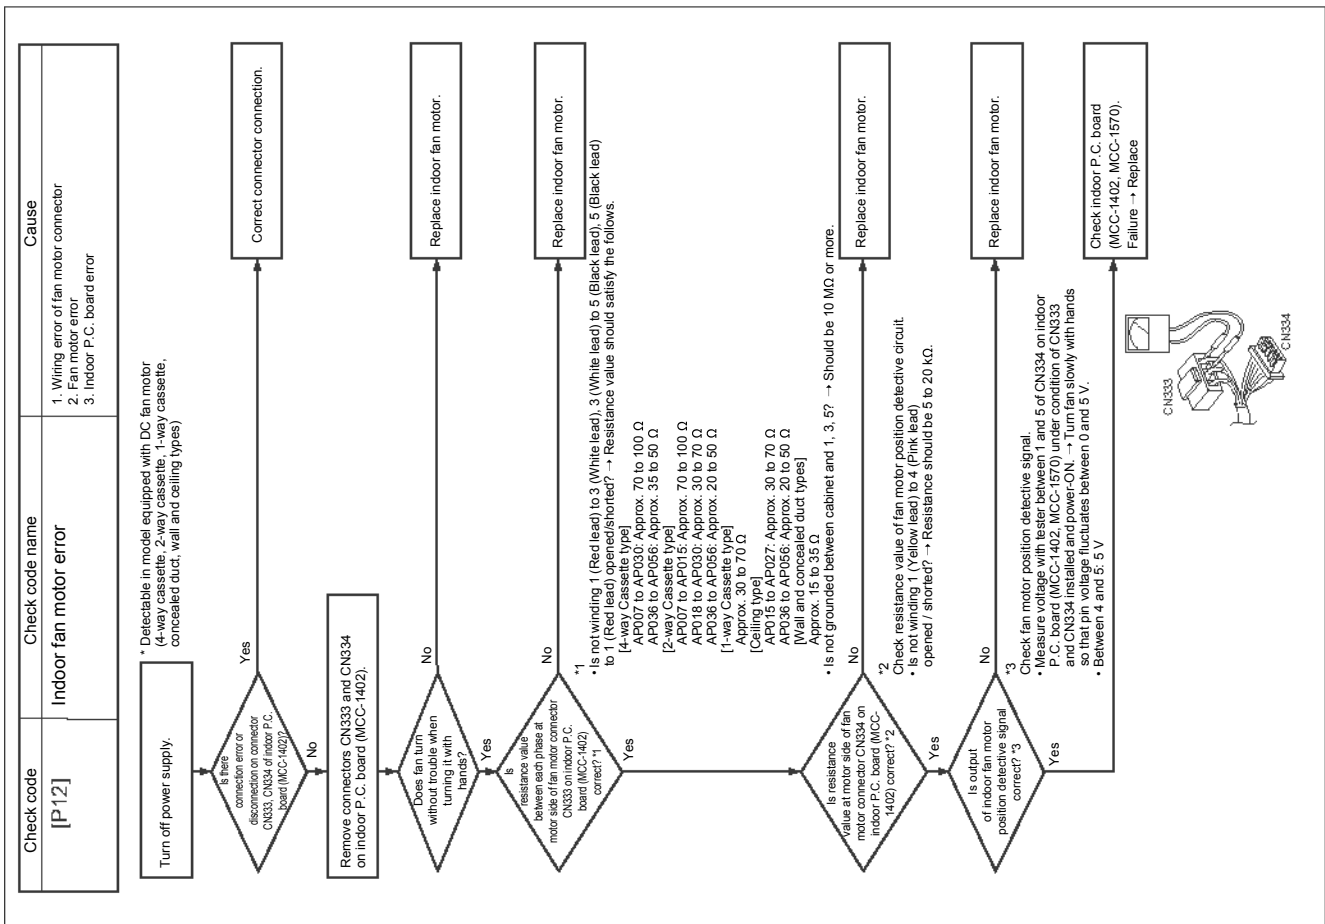 Check code
Check code name
Cause
[P12]
Indoor fan motor error
1. Wiring error of fan motor connector
2. Fan motor error
3. Indoor P.C. board error
Turn off power supply.
* Detectable in model equipped with DC fan motor
(4-way cassette, 2-way cassette, 1-way cassette,
concealed duct, wall and ceiling types)
Is there
connection error or
disconnection on connector
CN333, CN334 of indoor P.C.
board (MCC-1402)?
Yes
Correct connector connection.
No
Remove connectors CN333 and CN334
on indoor P.C. board (MCC-1402).
Does fan turn
without trouble when
turning it with
hands?
No
Replace indoor fan motor.
Yes
Is
resistance value
between each phase at
motor side of fan motor connector
CN333 on indoor P.C.
board (MCC-1402)
correct? *1
No
Replace indoor fan motor.
Yes
*1
• Is not winding 1 (Red lead) to 3 (White lead), 3 (White lead) to 5 (Black lead), 5 (Black lead)
to 1 (Red lead) opened/shorted? → Resistance value should satisfy the follows.
[4-way Cassette type]
AP007 to AP030: Approx. 70 to 100 Ω
AP036 to AP056: Approx. 35 to 50 Ω
[2-way Cassette type]
AP007 to AP015: Approx. 70 to 100 Ω
AP018 to AP030: Approx. 30 to 70 Ω
AP036 to AP056: Approx. 20 to 50 Ω
[1-way Cassette type]
Approx. 30 to 70 Ω
[Ceiling type]
AP015 to AP027: Approx. 30 to 70 Ω
AP036 to AP056: Approx. 20 to 50 Ω
[Wall and concealed duct types]
Approx. 15 to 35 Ω
• Is not grounded between cabinet and 1, 3, 5? → Should be 10 MΩ or more.
Is resistance
value at motor side of fan
motor connector CN334 on
indoor P.C. board (MCC-
1402) correct? *2
No
Replace indoor fan motor.
Yes
*2
Check resistance value of fan motor position detective circuit.
• Is not winding 1 (Yellow lead) to 4 (Pink lead)
opened / shorted? → Resistance should be 5 to 20 kΩ.
Is output
of indoor fan motor
position detective signal
correct? *3
No
Replace indoor fan motor.
Yes
*3
Check fan motor position detective signal.
• Measure voltage with tester between 1 and 5 of CN334 on indoor
P.C. board (MCC-1402, MCC-1570) under condition of CN333
and CN334 installed and power-ON. → Turn fan slowly with hands
so that pin voltage fluctuates between 0 and 5 V.
• Between 4 and 5: 5 V
Check indoor P.C. board
(MCC-1402, MCC-1570).
Failure → Replace
CN333
CN334